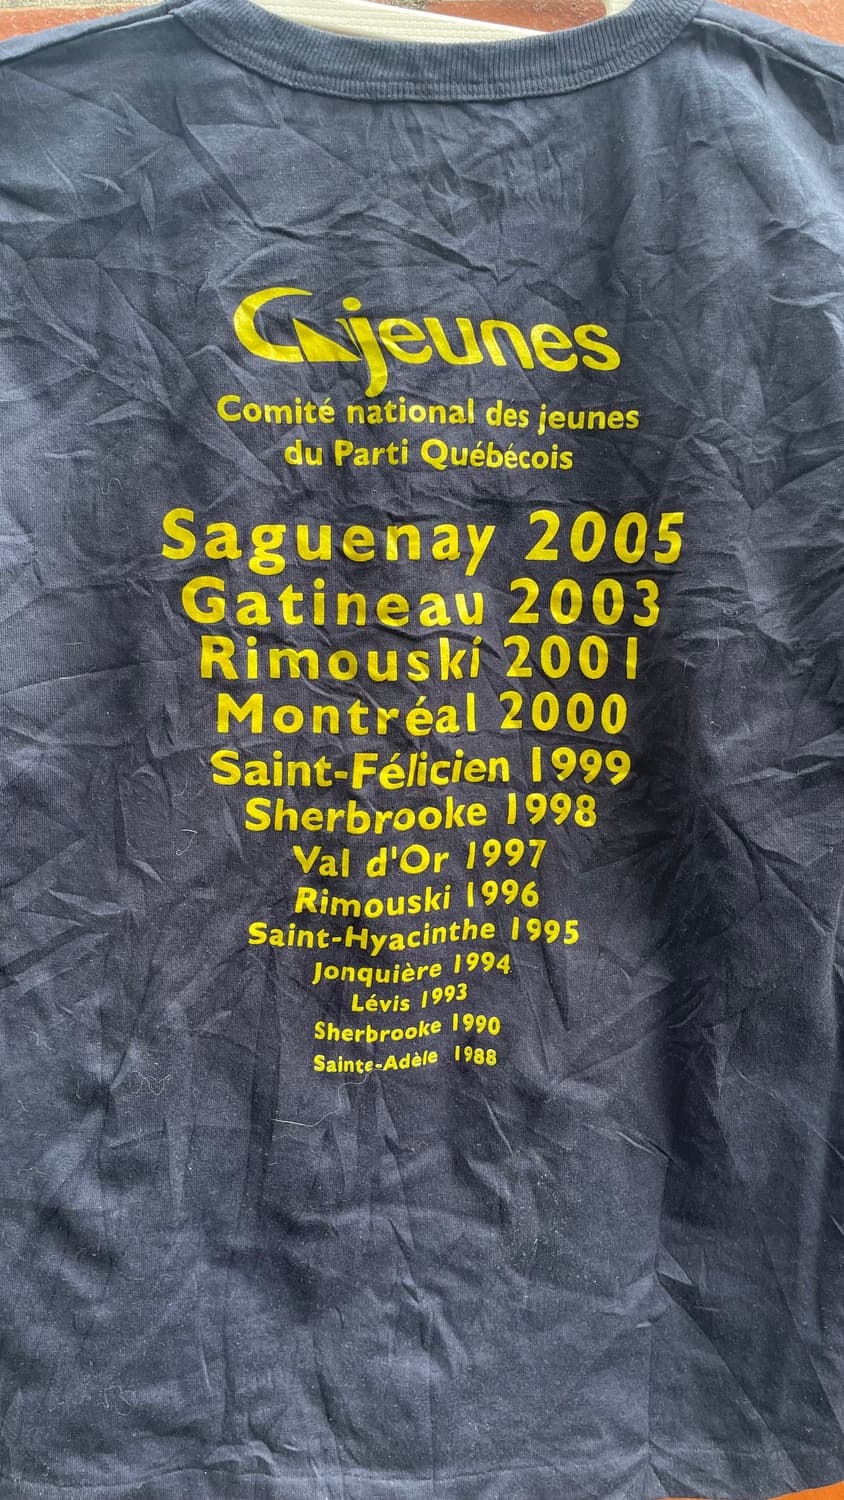 jeunes
Comité national des jeunes
du Parti Québécois
Saguenay 2005
Gatineau 2003
Rimouski 2001
Montréal 2000
Saint-Félicien 1999
Sherbrooke 1998
Val d'Or 1997
Rimouski 1996
Saint-Hyacinthe 1995
Jonquière 1994
Lévis 1993
Sherbrooke 1990
Sainte-Adèle 1988